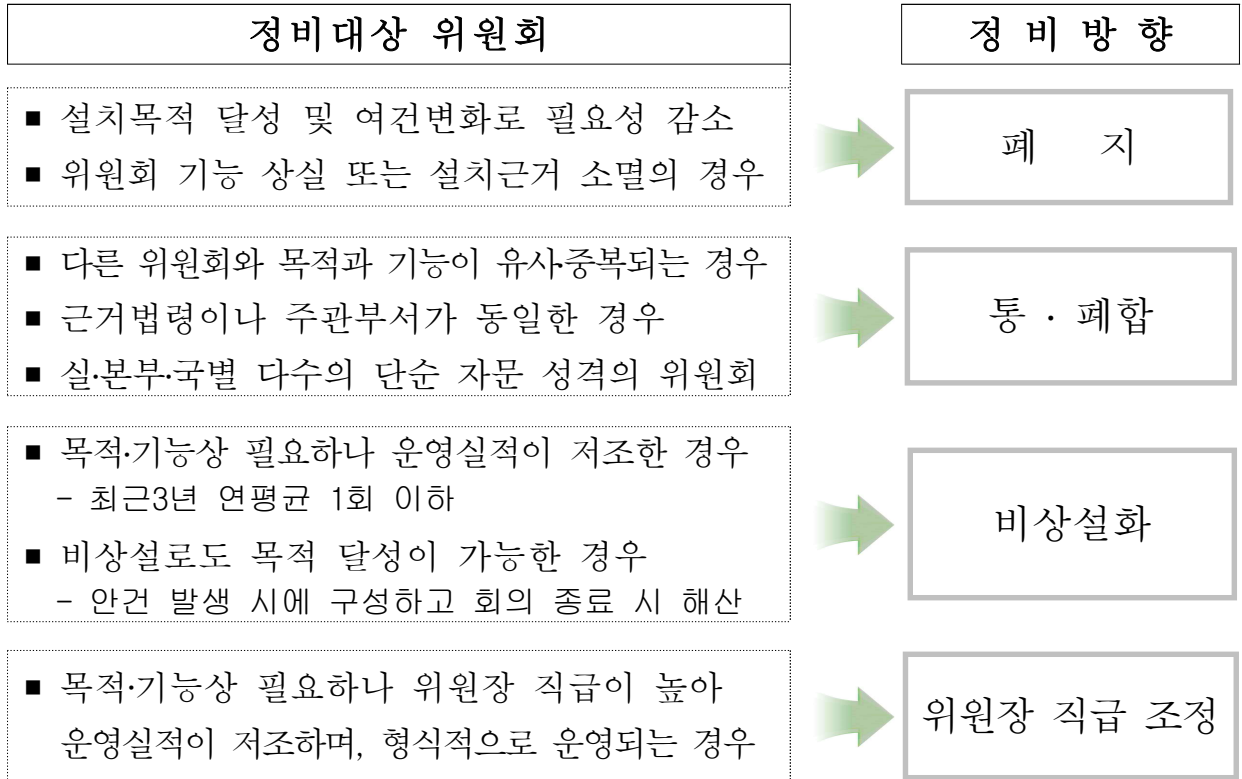 정비대상 위원회
정 비 방 향
■ 설치목적 달성 및 여건변화로 필요성 감소
■ 위원회 기능 상실 또는 설치근거 소멸의 경우
폐 지
■ 다른 위원회와 목적과 기능이 유사·중복되는 경우
■ 근거법령이나 주관부서가 동일한 경우
■ 실·본부·국별 다수의 단순 자문 성격의 위원회
통 · 폐합
■ 목적·기능상 필요하나 운영실적이 저조한 경우
- 최근3년 연평균 1회 이하
■ 비상설로도 목적 달성이 가능한 경우
- 안건 발생 시에 구성하고 회의 종료 시 해산
비상설화
■ 목적·기능상 필요하나 위원장 직급이 높아
운영실적이 저조하며, 형식적으로 운영되는 경우
위원장 직급 조정